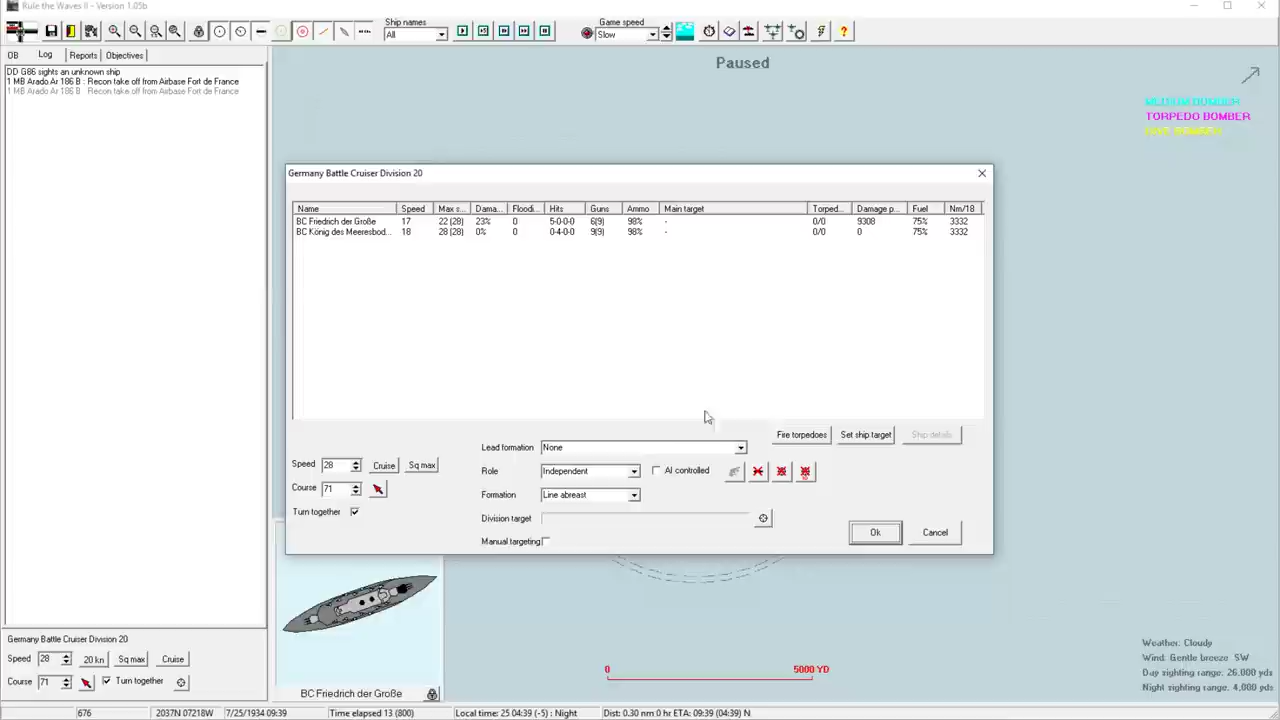 Rule the Waves II - Version 1.05b
Ship names
All
Game speed
Slow
OB Log Reports Objectives
DD G86 sights an unknown ship
1 MB Arado Ar 186 B : Recon take off from Airbase Fort de France
1 MB Arado Ar 186 B : Recon take off from Airbase Fort de France
Paused
MEDIUM BOMBER
TORPEDO BOMBER
DIVE BOMBER
Germany Battle Cruiser Division 20
Name Speed Max s... Dama... Floodi... Hits Guns Ammo Main target Torped... Damage p... Fuel Nm/18
BC Friedrich der Große 17 22 (28) 23% 0 5-0-0-0 6(9) 98% - 0/0 9308 75% 3332
BC König des Meeresbod... 18 28 (28) 0% 0 0-4-0-0 9(9) 98% - 0/0 0 75% 3332
Fire torpedoes Set ship target Ship details
Lead formation None
Speed 28 Cruise Sq max
Role Independent AI controlled
Course 71
Formation Line abreast
Turn together
Division target
Manual targeting
Ok Cancel
Germany Battle Cruiser Division 20
Speed 28 20 kn Sq max Cruise
Course 71 Turn together
BC Friedrich der Große
0 5000 YD
Weather: Cloudy
Wind: Gentle breeze SW
Day sighting range: 26,000 yds
Night sighting range: 4,000 yds
676 2037N 07218W 7/25/1934 09:39 Time elapsed 13 (800) Local time: 25 04:39 (-5) : Night Dist: 0.30 nm 0 hr ETA: 09:39 (04:39) N